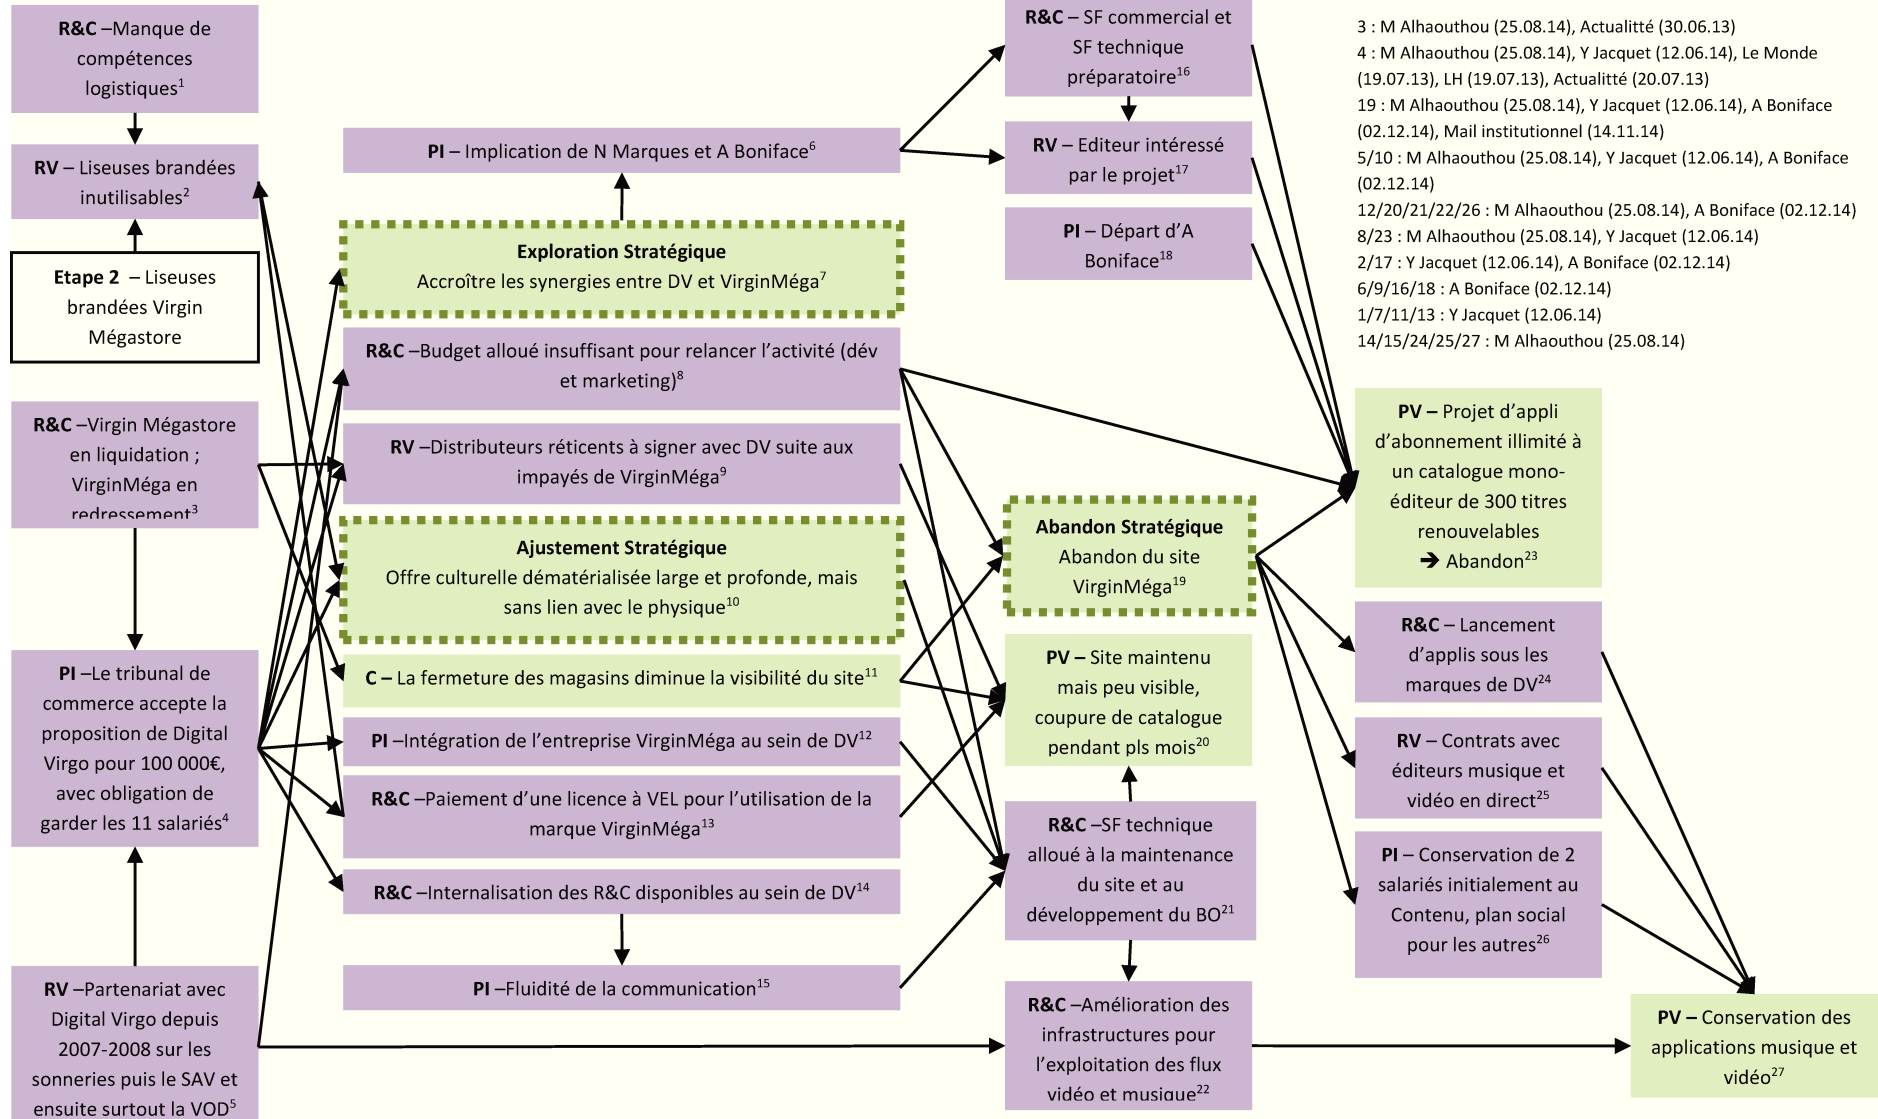 R&C –Manque de
compétences
logistiques1
RV – Liseuses brandées
inutilisables2
Etape 2 – Liseuses
brandées Virgin
Mégastore
R&C –Virgin Mégastore
en liquidation ;
VirginMéga en
redressement3
PI –Le tribunal de
commerce accepte la
proposition de Digital
Virgo pour 100 000€,
avec obligation de
garder les 11 salariés4
RV –Partenariat avec
Digital Virgo depuis
2007-2008 sur les
sonneries puis le SAV et
ensuite surtout la VOD5
PI – Implication de N Marques et A Boniface6
Exploration Stratégique
Accroître les synergies entre DV et VirginMéga7
R&C –Budget alloué insuffisant pour relancer l’activité (dév
et marketing)8
RV –Distributeurs réticents à signer avec DV suite aux
impayés de VirginMéga9
Ajustement Stratégique
Offre culturelle dématérialisée large et profonde, mais
sans lien avec le physique10
C – La fermeture des magasins diminue la visibilité du site11
PI –Intégration de l’entreprise VirginMéga au sein de DV12
R&C –Paiement d’une licence à VEL pour l’utilisation de la
marque VirginMéga13
R&C –Internalisation des R&C disponibles au sein de DV14
PI –Fluidité de la communication15
R&C – SF commercial et
SF technique
préparatoire16
RV – Editeur intéressé
par le projet17
PI – Départ d’A
Boniface18
Abandon Stratégique
Abandon du site
VirginMéga19
PV – Site maintenu
mais peu visible,
coupure de catalogue
pendant pls mois20
R&C –SF technique
alloué à la maintenance
du site et au
développement du BO21
R&C –Amélioration des
infrastructures pour
l’exploitation des flux
vidéo et musique22
3 : M Alhaouthou (25.08.14), Actualitté (30.06.13)
4 : M Alhaouthou (25.08.14), Y Jacquet (12.06.14), Le Monde
(19.07.13), LH (19.07.13), Actualitté (20.07.13)
19 : M Alhaouthou (25.08.14), Y Jacquet (12.06.14), A Boniface
(02.12.14), Mail institutionnel (14.11.14)
5/10 : M Alhaouthou (25.08.14), Y Jacquet (12.06.14), A Boniface
(02.12.14)
12/20/21/22/26 : M Alhaouthou (25.08.14), A Boniface (02.12.14)
8/23 : M Alhaouthou (25.08.14), Y Jacquet (12.06.14)
2/17 : Y Jacquet (12.06.14), A Boniface (02.12.14)
6/9/16/18 : A Boniface (02.12.14)
1/7/11/13 : Y Jacquet (12.06.14)
14/15/24/25/27 : M Alhaouthou (25.08.14)
PV – Projet d’appli
d’abonnement illimité à
un catalogue mono-
éditeur de 300 titres
renouvelables
➔ Abandon23
R&C – Lancement
d’applis sous les
marques de DV24
RV – Contrats avec
éditeurs musique et
vidéo en direct25
PI – Conservation de 2
salariés initialement au
Contenu, plan social
pour les autres26
PV – Conservation des
applications musique et
vidéo27